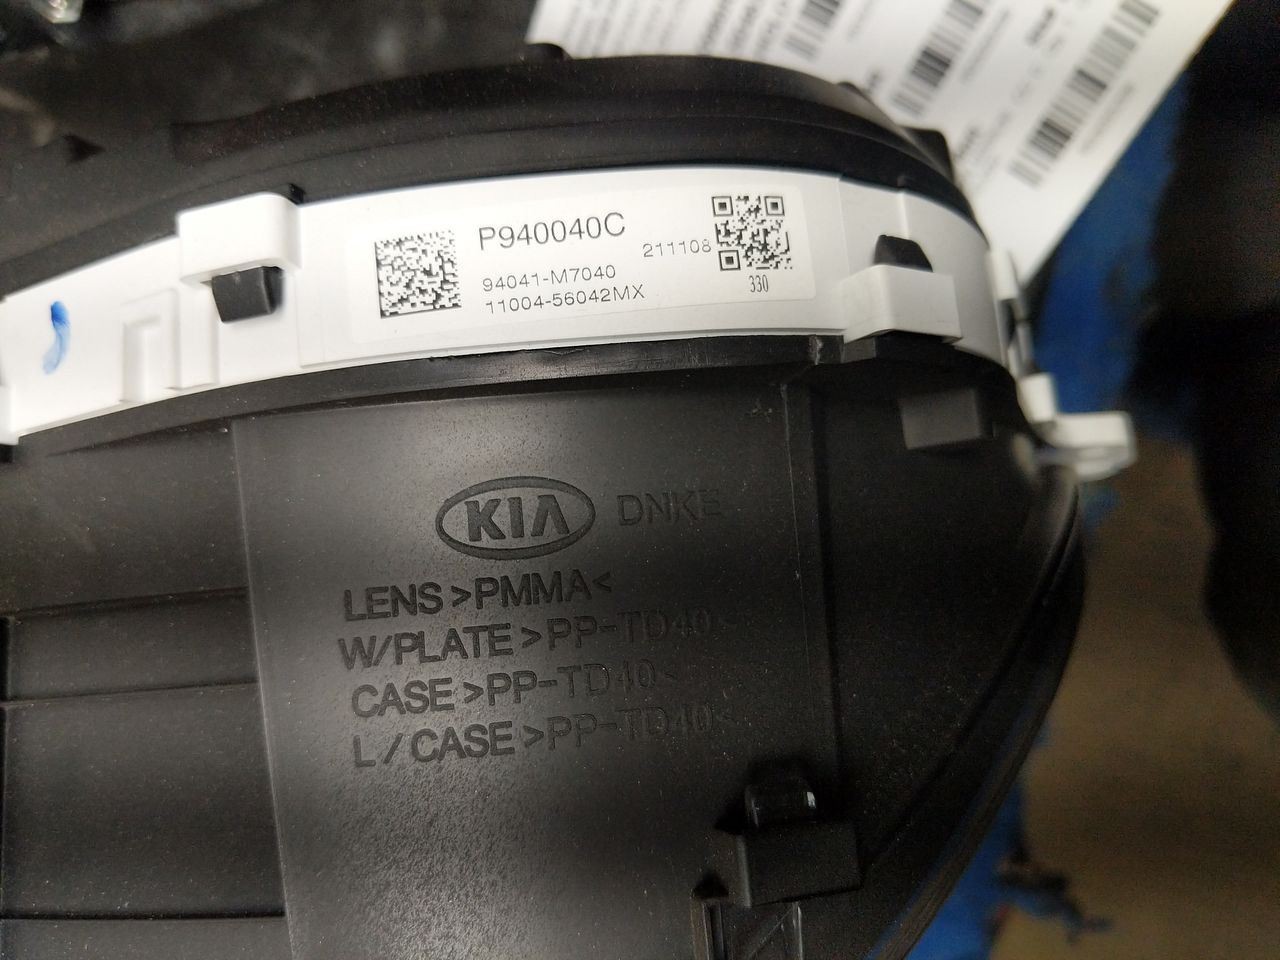 P940040C
211108
94041-M7040
11004-56042MX
330
KIA DNKE
LENS >PMMA<
W/PLATE >PP-TD40<
CASE >PP-TD40<
L/CASE >PP-TD40<